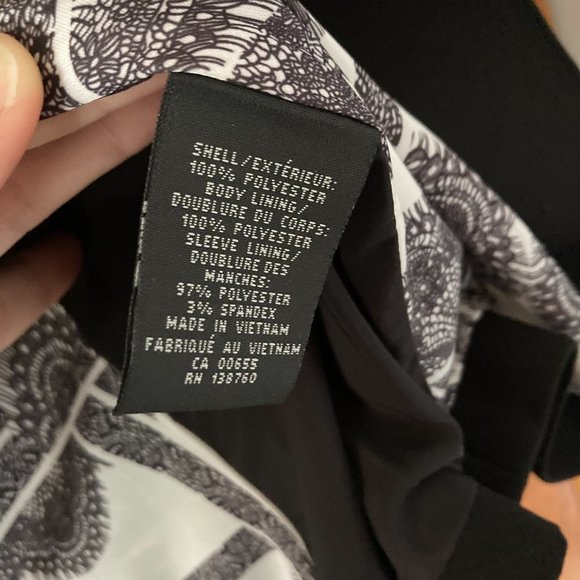 SHELL/EXTÉRIEUR:
100% POLYESTER
BODY LINING/
DOUBLURE DU CORPS:
100% POLYESTER
SLEEVE LINING/
DOUBLURE DES
MANCHES:
97% POLYESTER
3% SPANDEX
MADE IN VIETNAM
FABRIQUÉ AU VIETNAM
CA 00655
RN 138760